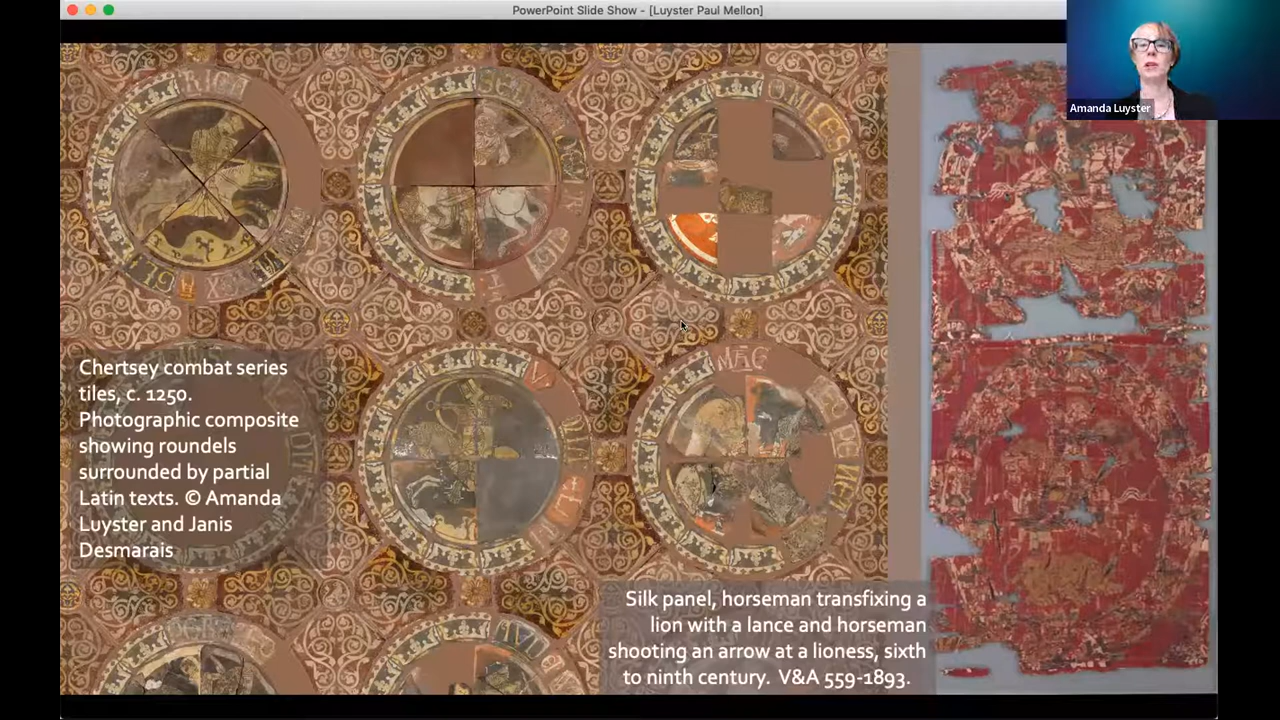 PowerPoint Slide Show - [Luyster Paul Mellon]
Amanda Luyster
Chertsey combat series
tiles, c. 1250.
Photographic composite
showing roundels
surrounded by partial
Latin texts. © Amanda
Luyster and Janis
Desmarais
Silk panel, horseman transfixing a
lion with a lance and horseman
shooting an arrow at a lioness, sixth
to ninth century. V&A 559-1893.